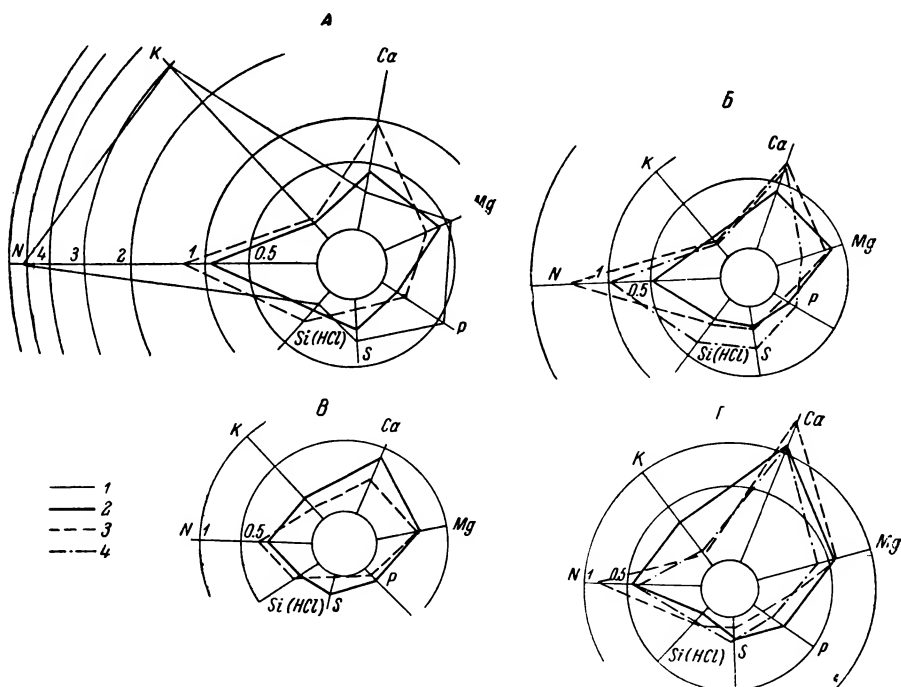 А
K
Ca
Mg
N 4 3 2 1 0.5
Si(HCl)
S
P
Б
K
Ca
Mg
N 1 0.5
P
Si(HCl) S
В
K
Ca
Mg
N 1 0.5
P
Si(HCl) S
Г
K
Ca
Mg
N 1 0.5
P
Si(HCl) S
1
2
3
4